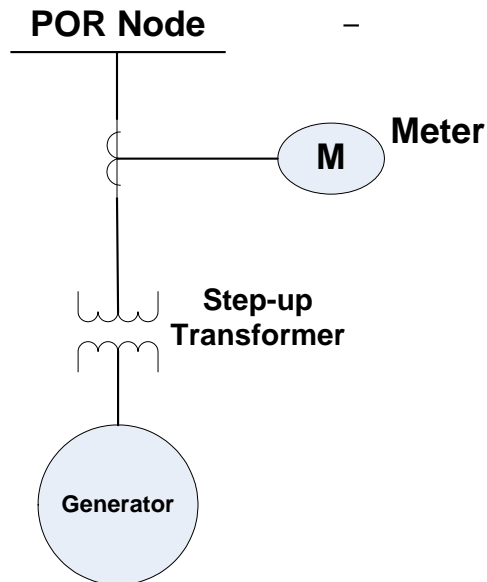 POR Node –
Meter
M
Step-up
Transformer
Generator